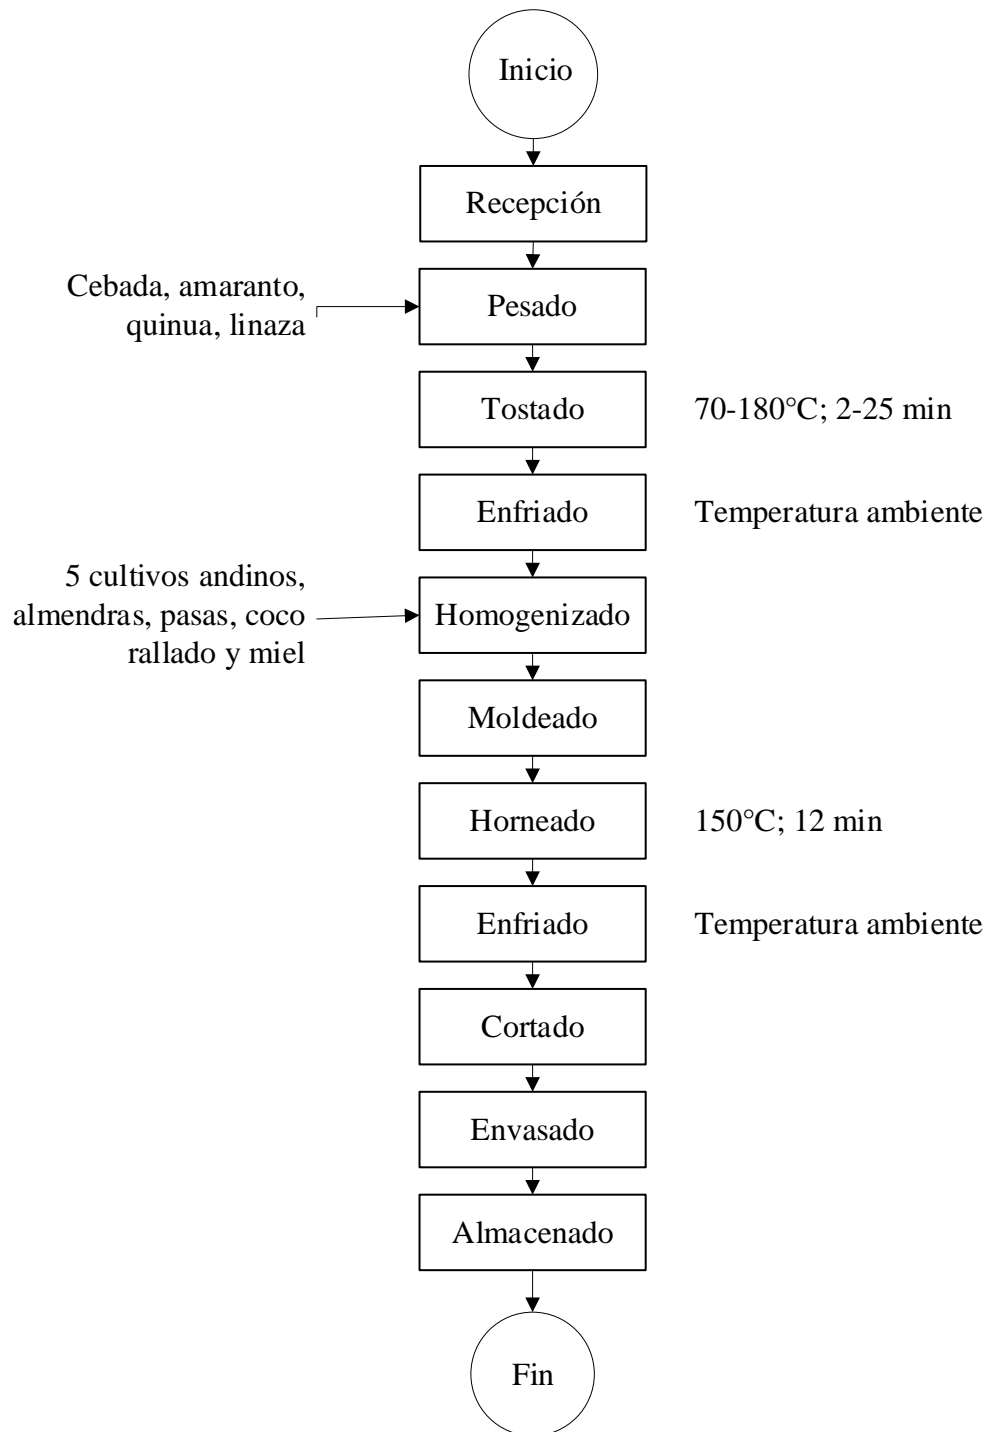 Inicio
Recepción
Cebada, amaranto,
quinua, linaza
Pesado
Tostado
70-180°C; 2-25 min
Enfriado
Temperatura ambiente
5 cultivos andinos,
almendras, pasas, coco
rallado y miel
Homogenizado
Moldeado
Horneado
150°C; 12 min
Enfriado
Temperatura ambiente
Cortado
Envasado
Almacenado
Fin